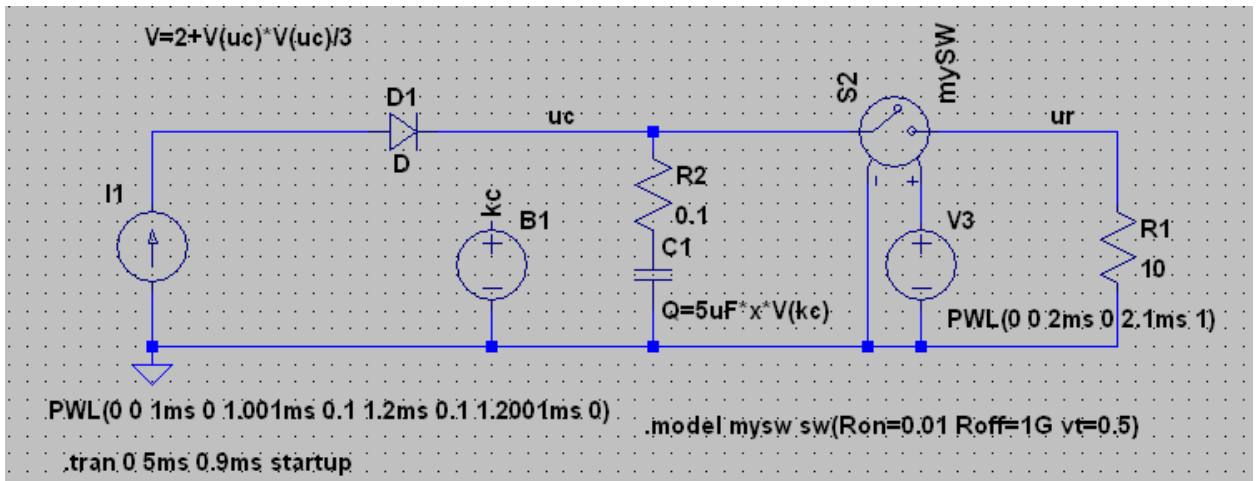 V=2+V(uc)*V(uc)/3
S2
mySW
D1
uc
ur
D
R2
I1
kc
B1
0.1
V3
R1
C1
10
Q=5uF*x*V(kc)
PWL(0 0 2ms 0 2.1ms 1)
PWL(0 0 1ms 0 1.001ms 0.1 1.2ms 0.1 1.2001ms 0)
.model mysw sw(Ron=0.01 Roff=1G vt=0.5)
.tran 0 5ms 0.9ms startup